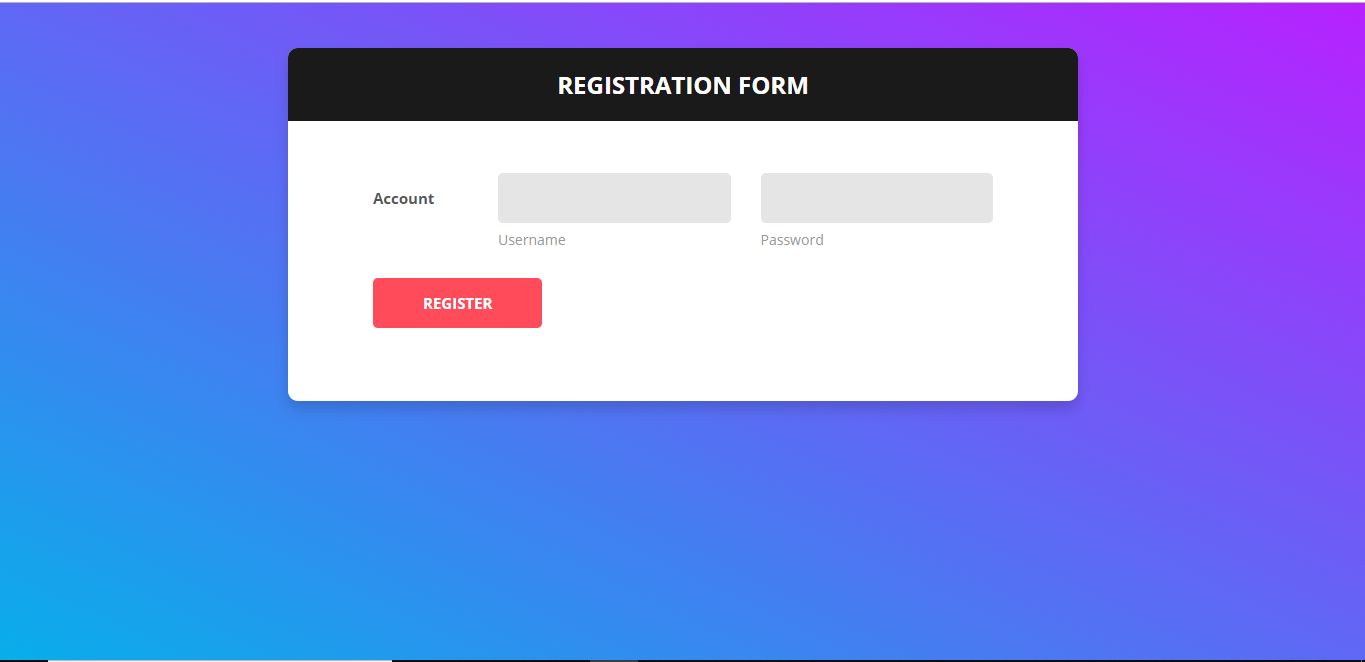 REGISTRATION FORM
Account
Username
Password
REGISTER